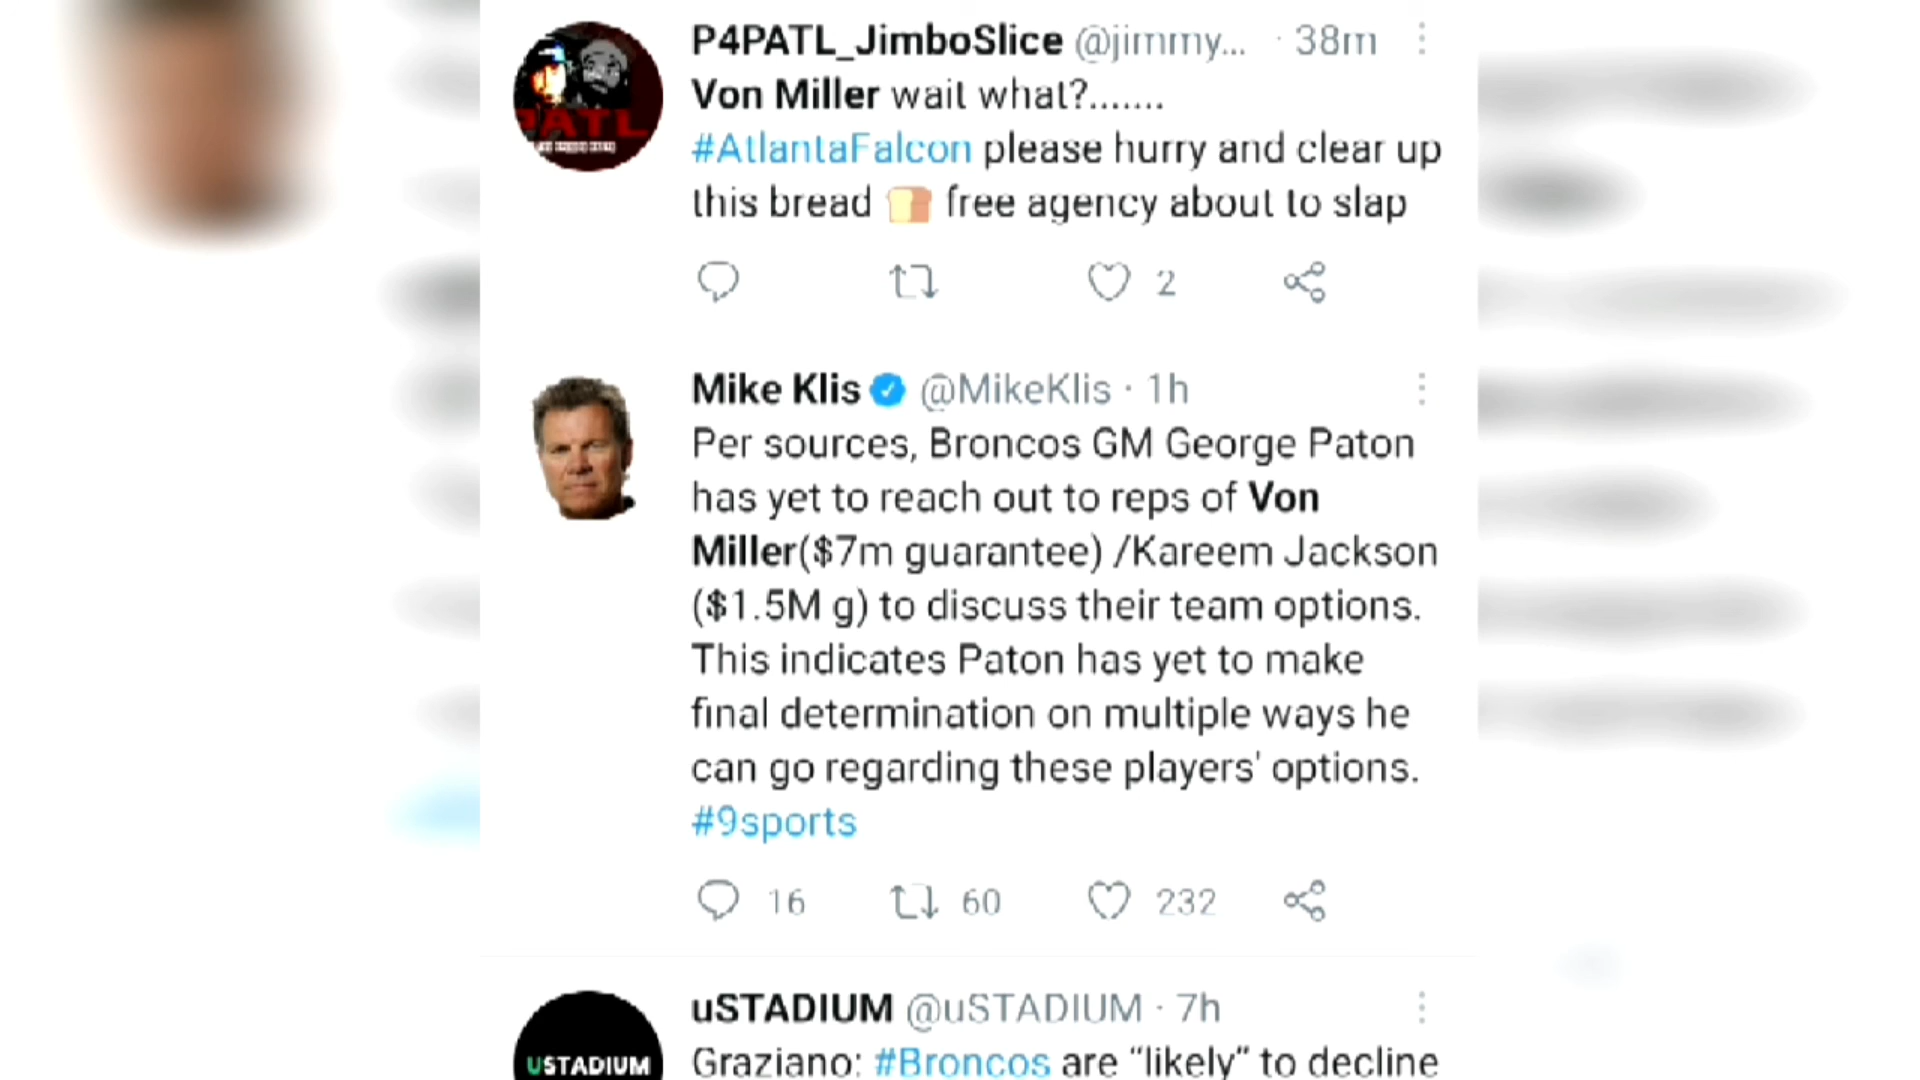 P4PATL_JimboSlice @jimmy... · 38m
Von Miller wait what?.......
#AtlantaFalcon please hurry and clear up
this bread 🍞 free agency about to slap
2
Mike Klis @MikeKlis · 1h
Per sources, Broncos GM George Paton
has yet to reach out to reps of Von
Miller($7m guarantee) /Kareem Jackson
($1.5M g) to discuss their team options.
This indicates Paton has yet to make
final determination on multiple ways he
can go regarding these players' options.
#9sports
16 60 232
uSTADIUM @uSTADIUM · 7h
Graziano: #Broncos are “likely” to decline
PATL
USTADIUM